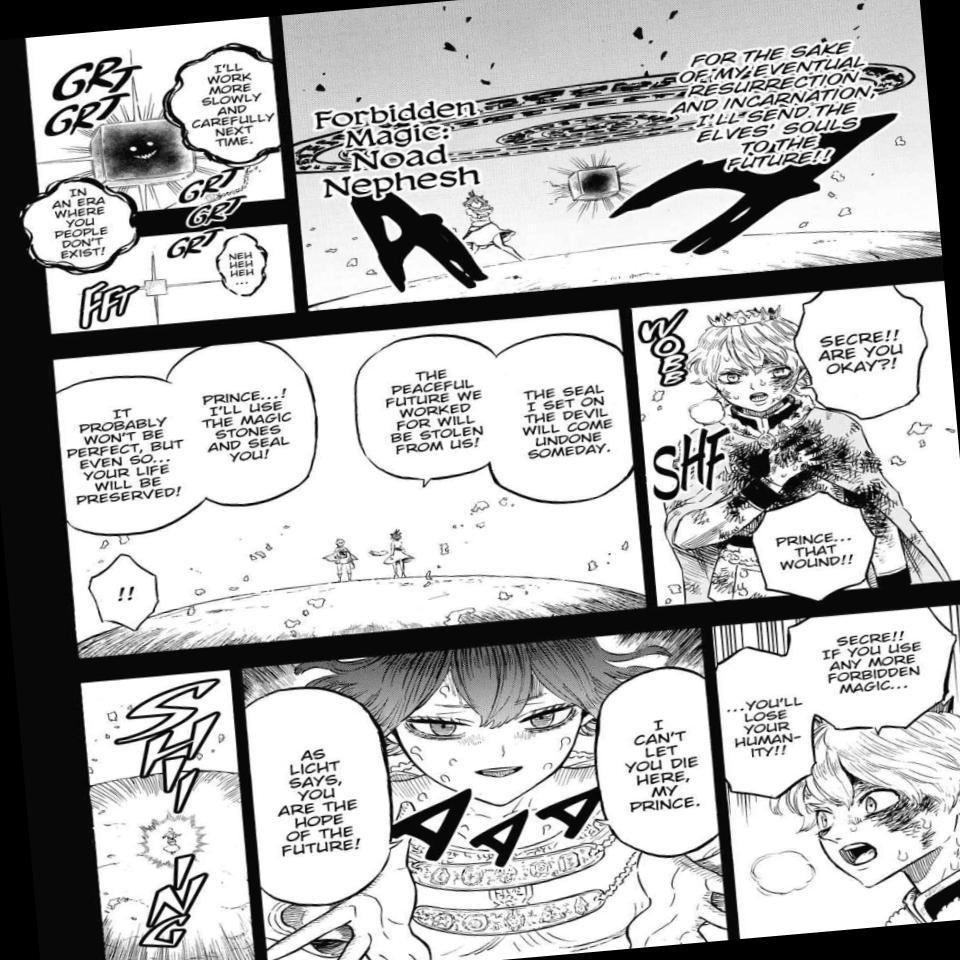 FOR THE SAKE
OF MY EVENTUAL
RESURRECTION
AND INCARNATION,
I'LL SEND THE
ELVES' SOULS
TO THE
FUTURE!!
Forbidden
Magic:
Noad
Nephesh
I'LL
WORK
MORE
SLOWLY
AND
CAREFULLY
NEXT
TIME.
GRT
GRT
GRT
GRT
GRT
IN
AN ERA
WHERE
YOU
PEOPLE
DON'T
EXIST!
NEH
HEH
HEH
...
FFT
SECRE!!
ARE YOU
OKAY?!
WOBB
SHF
PRINCE...
THAT
WOUND!!
THE SEAL
I SET ON
THE DEVIL
WILL COME
UNDONE
SOMEDAY.
THE
PEACEFUL
FUTURE WE
WORKED
FOR WILL
BE STOLEN
FROM US!
PRINCE...!
I'LL USE
THE MAGIC
STONES
AND SEAL
YOU!
IT
PROBABLY
WON'T BE
PERFECT, BUT
EVEN SO...
YOUR LIFE
WILL BE
PRESERVED!
!!
SECRE!!
IF YOU USE
ANY MORE
FORBIDDEN
MAGIC...
...YOU'LL
LOSE
YOUR
HUMAN-
ITY!!
I
CAN'T
LET
YOU DIE
HERE,
MY
PRINCE.
AAA
AS
LICHT
SAYS,
YOU
ARE THE
HOPE
OF THE
FUTURE!
SHIING